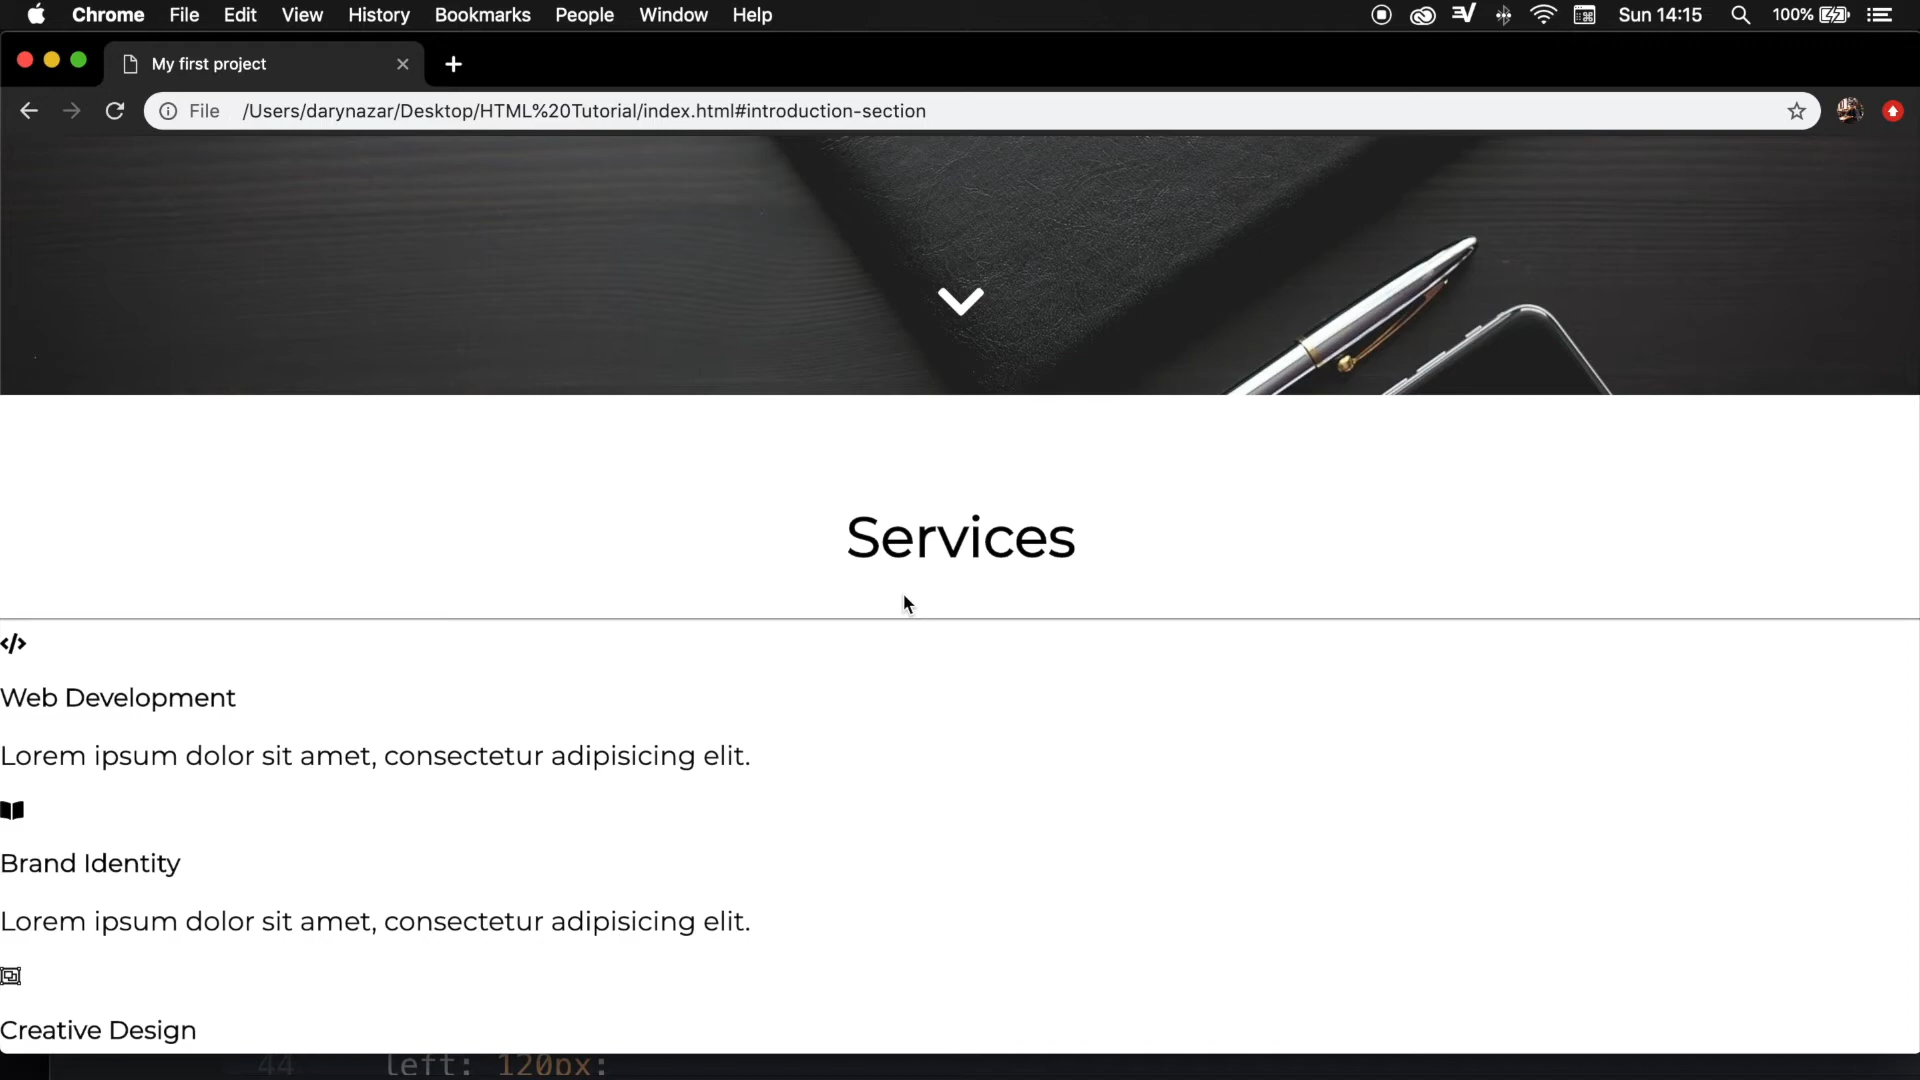 Chrome File Edit View History Bookmarks People Window Help Sun 14:15 100%
My first project
File /Users/darynazar/Desktop/HTML%20Tutorial/index.html#introduction-section
Services
Web Development
Lorem ipsum dolor sit amet, consectetur adipisicing elit.
Brand Identity
Lorem ipsum dolor sit amet, consectetur adipisicing elit.
Creative Design
44 left: 120px;